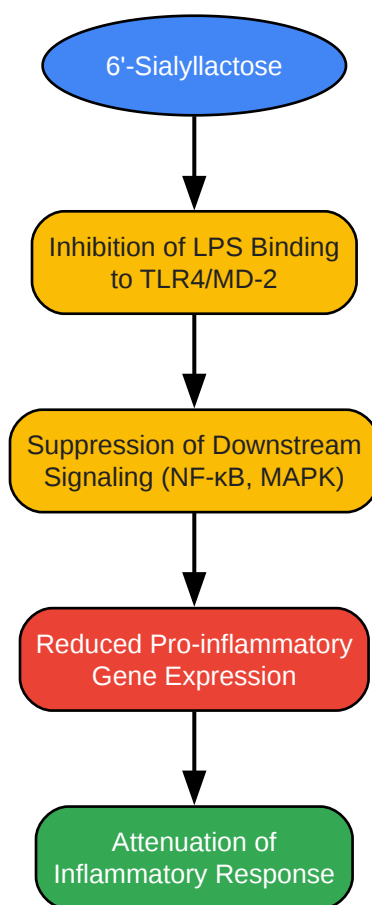 6'-Sialyllactose
Inhibition of LPS Binding
to TLR4/MD-2
Suppression of Downstream
Signaling (NF-κB, MAPK)
Reduced Pro-inflammatory
Gene Expression
Attenuation of
Inflammatory Response